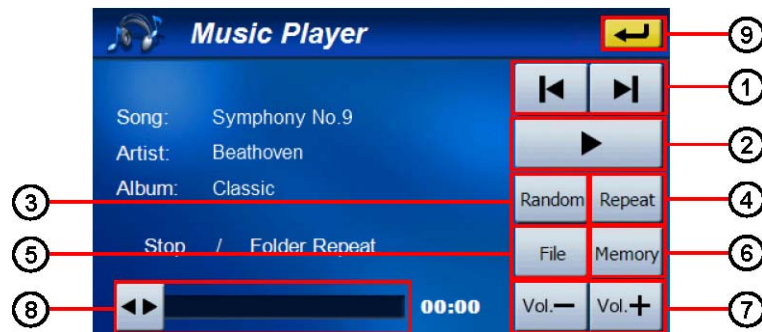 Music Player
9
1
Song: Symphony No.9
2
Artist: Beathoven
Album: Classic
3
Random Repeat
4
Stop / Folder Repeat
5
File Memory
6
8
00:00
Vol.− Vol.+
7